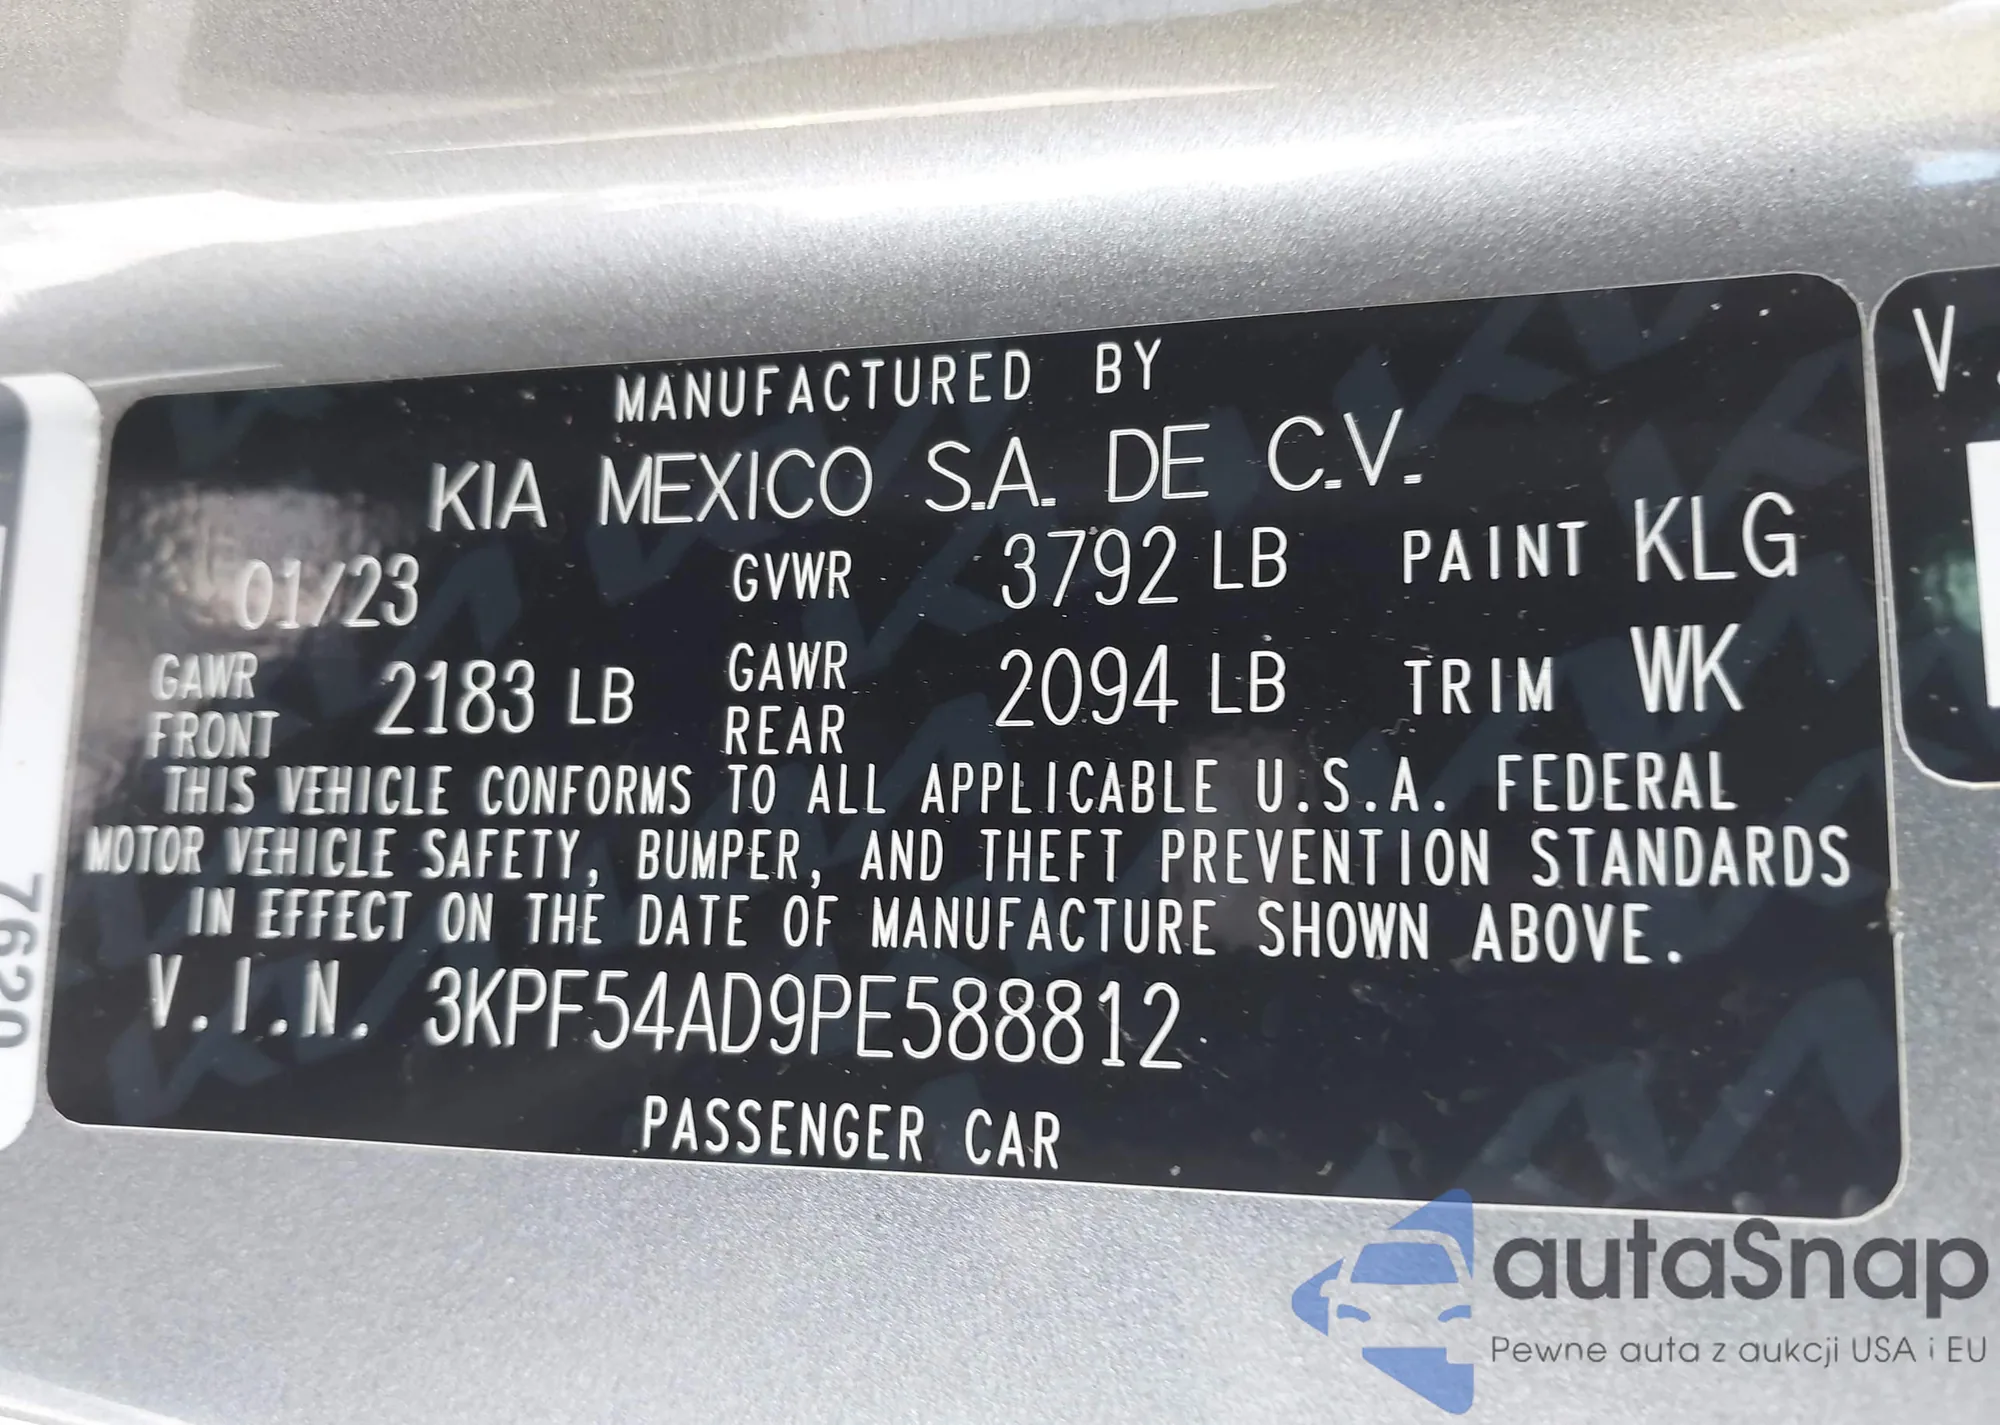 MANUFACTURED BY
KIA MEXICO S.A. DE C.V.
01/23 GVWR 3792 LB PAINT KLG
GAWR FRONT 2183 LB GAWR REAR 2094 LB TRIM WK
THIS VEHICLE CONFORMS TO ALL APPLICABLE U.S.A. FEDERAL
MOTOR VEHICLE SAFETY, BUMPER, AND THEFT PREVENTION STANDARDS
IN EFFECT ON THE DATE OF MANUFACTURE SHOWN ABOVE.
V.I.N. 3KPF54AD9PE588812
PASSENGER CAR
V.
autaSnap
Pewne auta z aukcji USA i EU